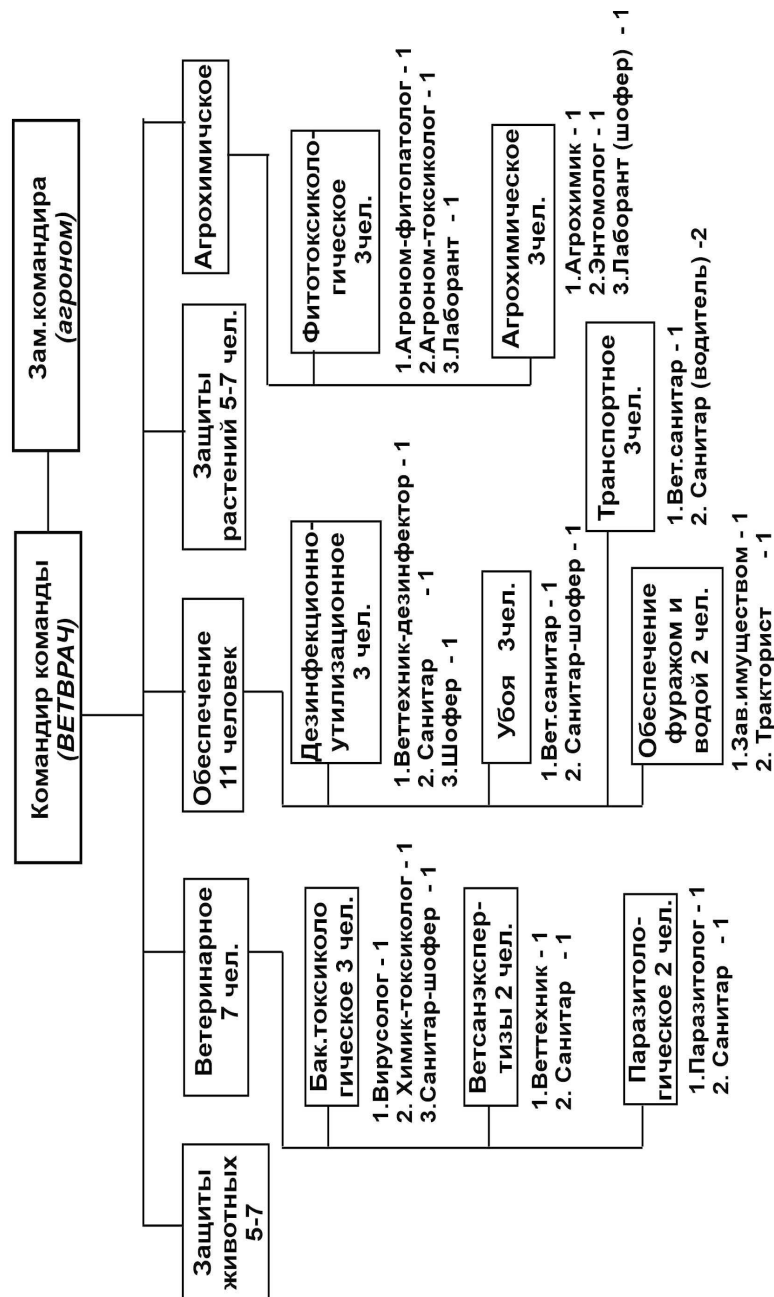 Командир команды
(ВЕТВРАЧ)
Зам.командира
(агроном)
Защиты
животных
5-7
Ветеринарное
7 чел.
Обеспечение
11 человек
Защиты
растений 5-7 чел.
Агрохимичское
Бак.токсиколо
гическое 3 чел.
1.Вирусолог - 1
2. Химик-токсиколог - 1
3.Санитар-шофер - 1
Ветсанэкспер-
тизы 2 чел.
1.Веттехник - 1
2. Санитар - 1
Паразитоло-
гическое 2 чел.
1.Паразитолог - 1
2. Санитар - 1
Дезинфекционно-
утилизационное
3 чел.
1.Веттехник-дезинфектор - 1
2. Санитар - 1
3.Шофер - 1
Убоя 3чел.
1.Вет.санитар - 1
2. Санитар-шофер - 1
Транспортное
3чел.
1.Вет.санитар - 1
2. Санитар (водитель) -2
Обеспечение
фуражом и
водой 2 чел.
1.Зав.имуществом - 1
2. Тракторист - 1
Фитотоксиколо-
гическое
3чел.
1.Агроном-фитопатолог - 1
2.Агроном-токсиколог - 1
3.Лаборант - 1
Агрохимическое
3чел.
1.Агрохимик - 1
2.Энтомолог - 1
3.Лаборант (шофер) - 1